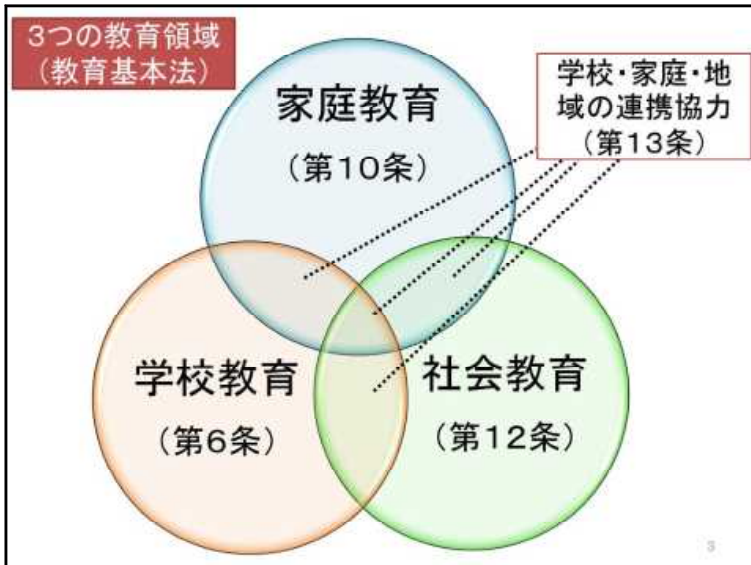 3つの教育領域
（教育基本法）
家庭教育
（第10条）
学校・家庭・地
域の連携協力
（第13条）
学校教育
（第6条）
社会教育
（第12条）
3